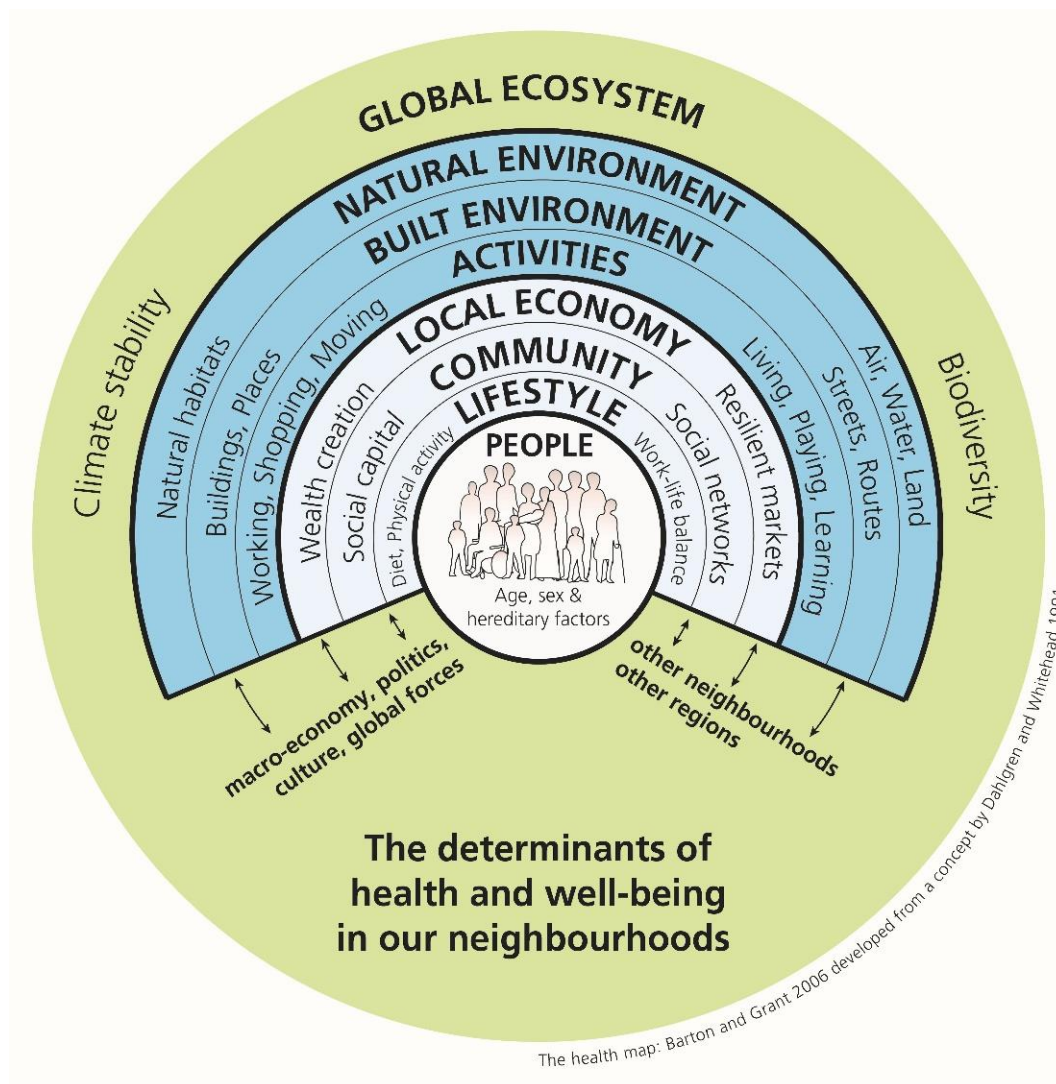 GLOBAL ECOSYSTEM
NATURAL ENVIRONMENT
BUILT ENVIRONMENT
ACTIVITIES
LOCAL ECONOMY
COMMUNITY
LIFESTYLE
PEOPLE
Age, sex &
hereditary factors
Climate stability
Natural habitats
Buildings, Places
Working, Shopping, Moving
Wealth creation
Social capital
Diet, Physical activity
Work-life balance
Social networks
Resilient markets
Living, Playing, Learning
Streets, Routes
Air, Water, Land
Biodiversity
macro-economy, politics,
culture, global forces
other neighbourhoods
other regions
The determinants of
health and well-being
in our neighbourhoods
The health map: Barton and Grant 2006 developed from a concept by Dahlgren and Whitehead 1991